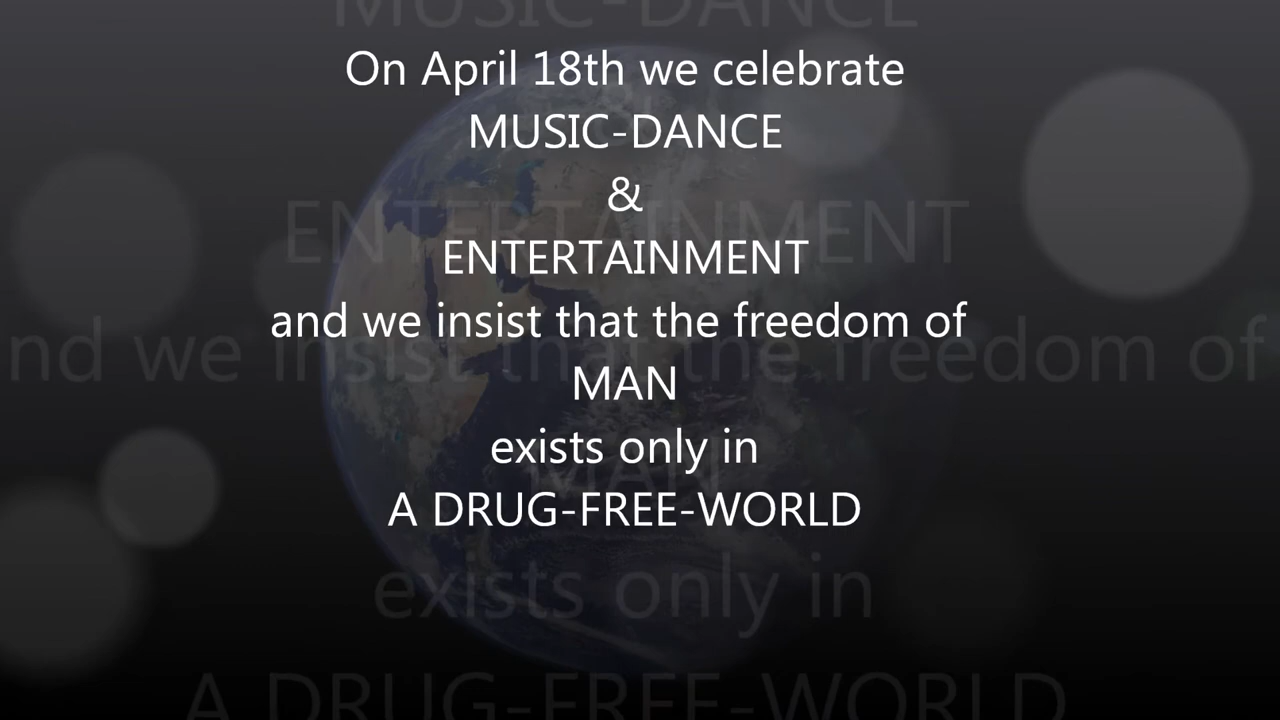 On April 18th we celebrate
MUSIC-DANCE
&
ENTERTAINMENT
and we insist that the freedom of
MAN
exists only in
A DRUG-FREE-WORLD